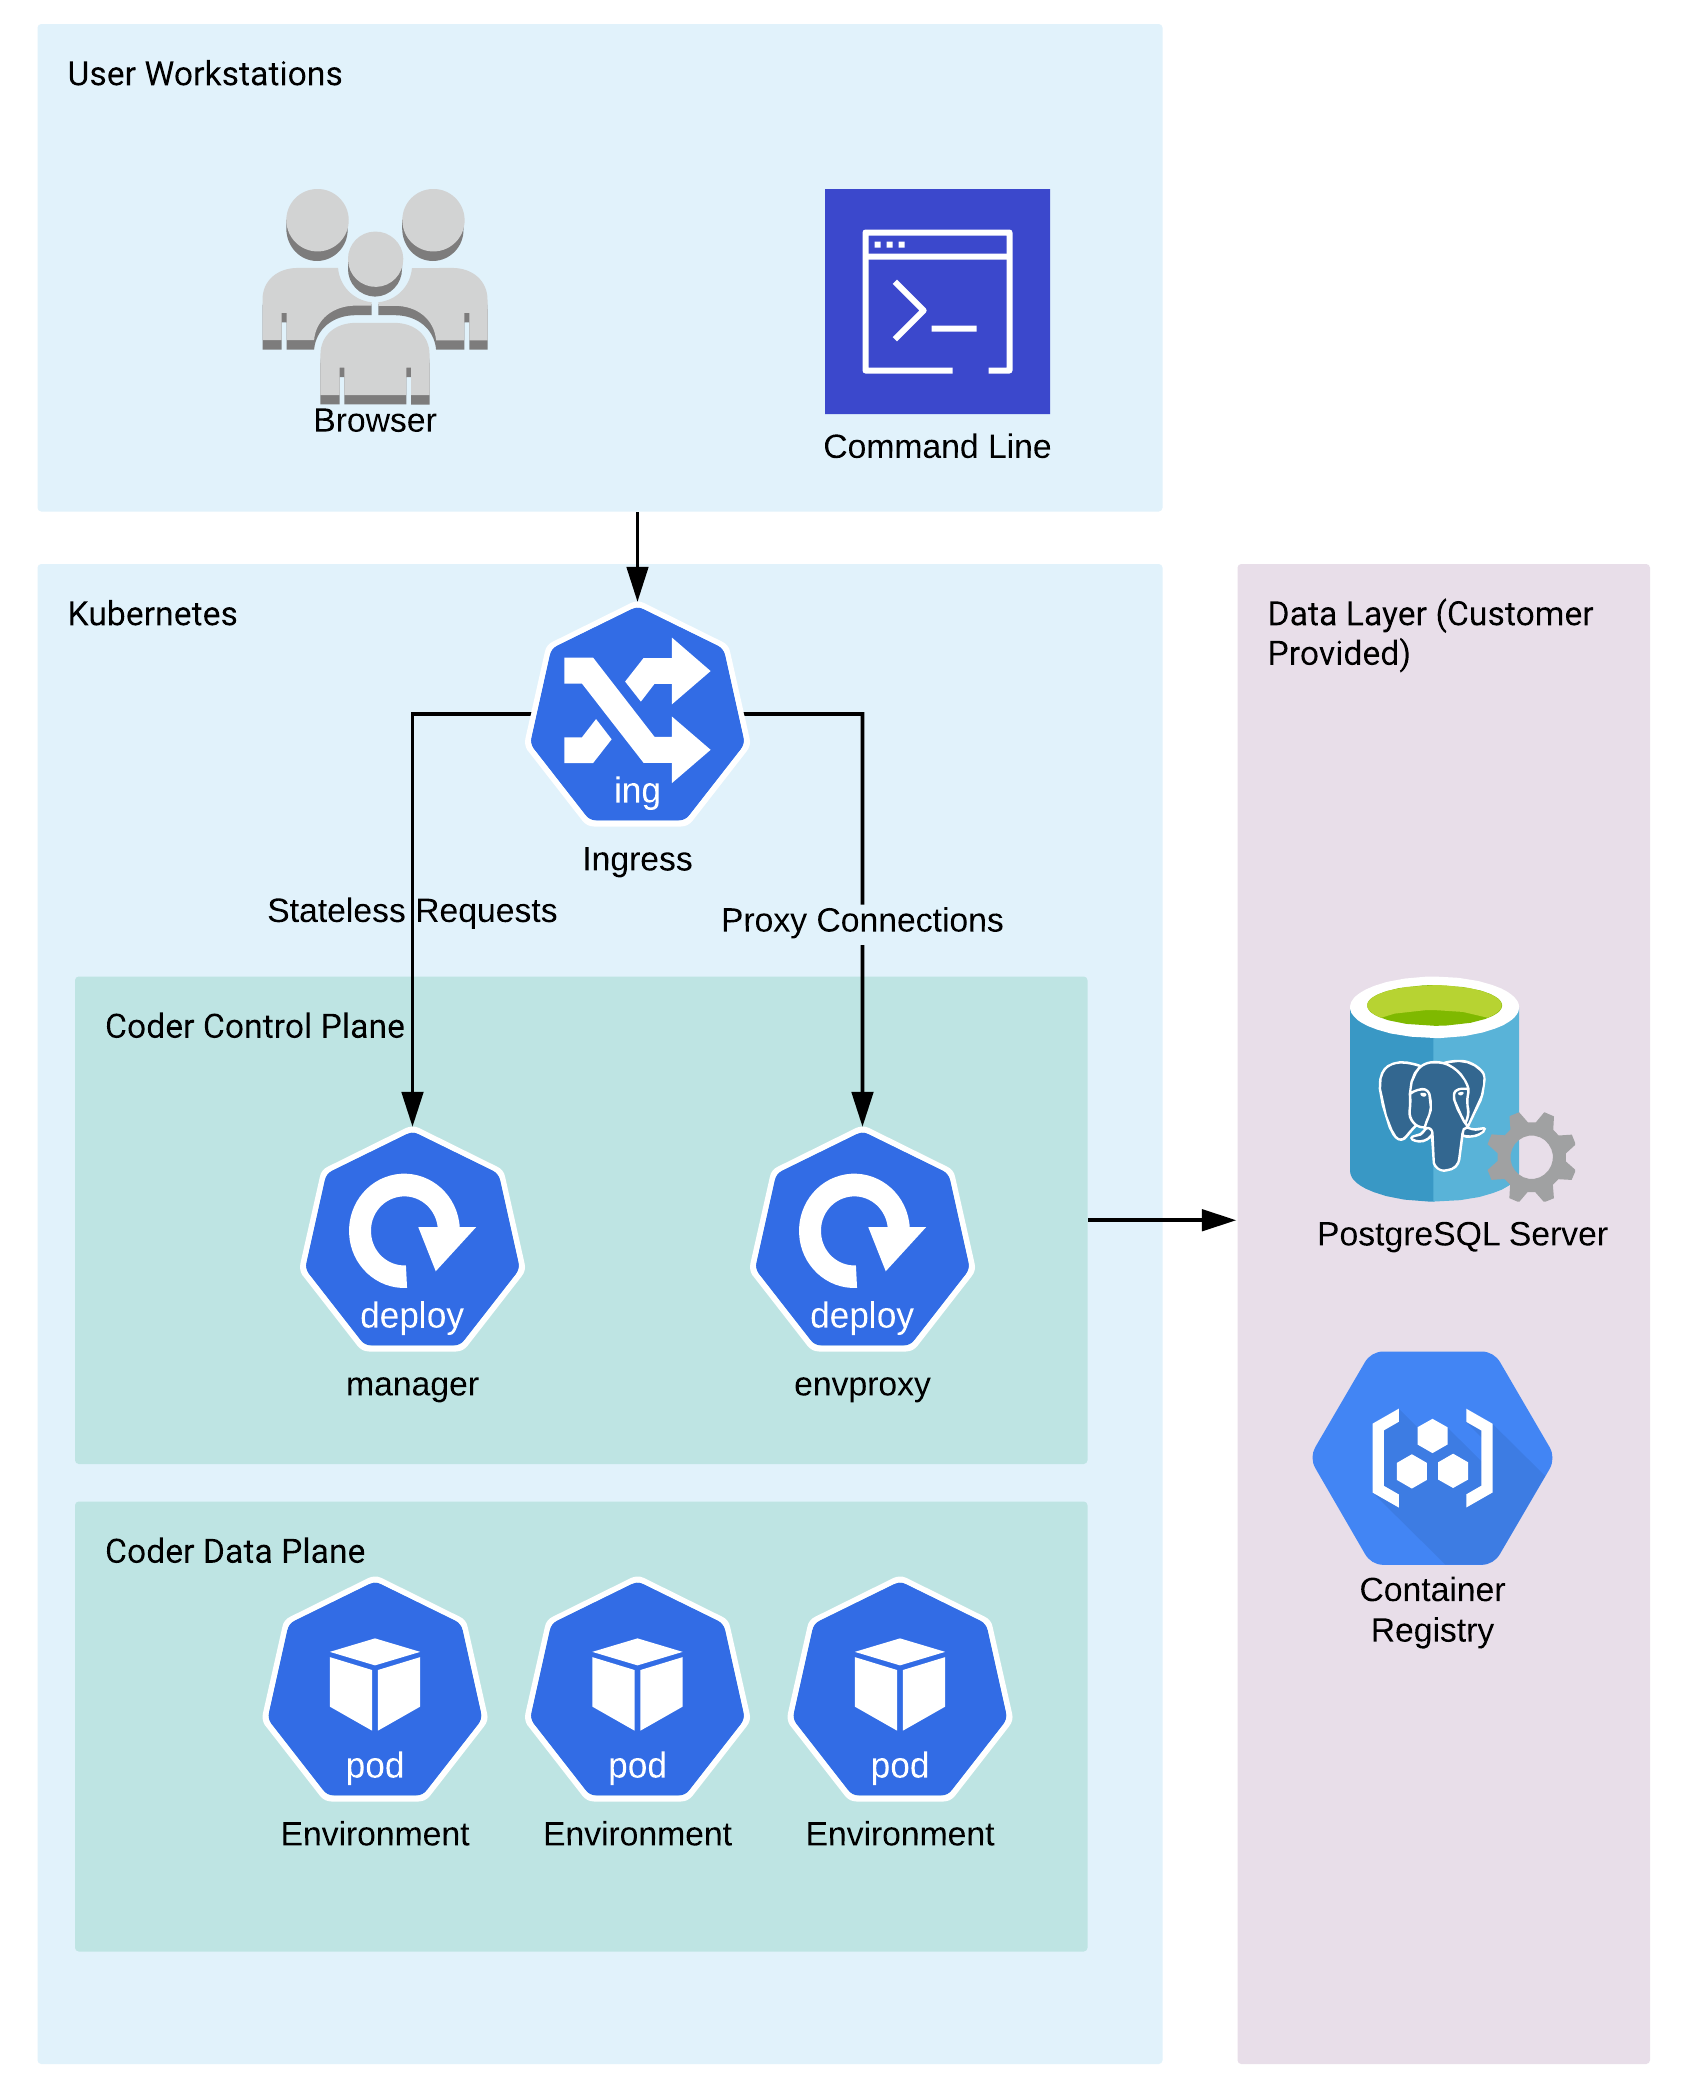 User Workstations
Browser
Command Line
Kubernetes
ing
Ingress
Stateless Requests
Proxy Connections
Coder Control Plane
deploy
manager
deploy
envproxy
Coder Data Plane
pod
Environment
pod
Environment
pod
Environment
Data Layer (Customer
Provided)
PostgreSQL Server
Container
Registry